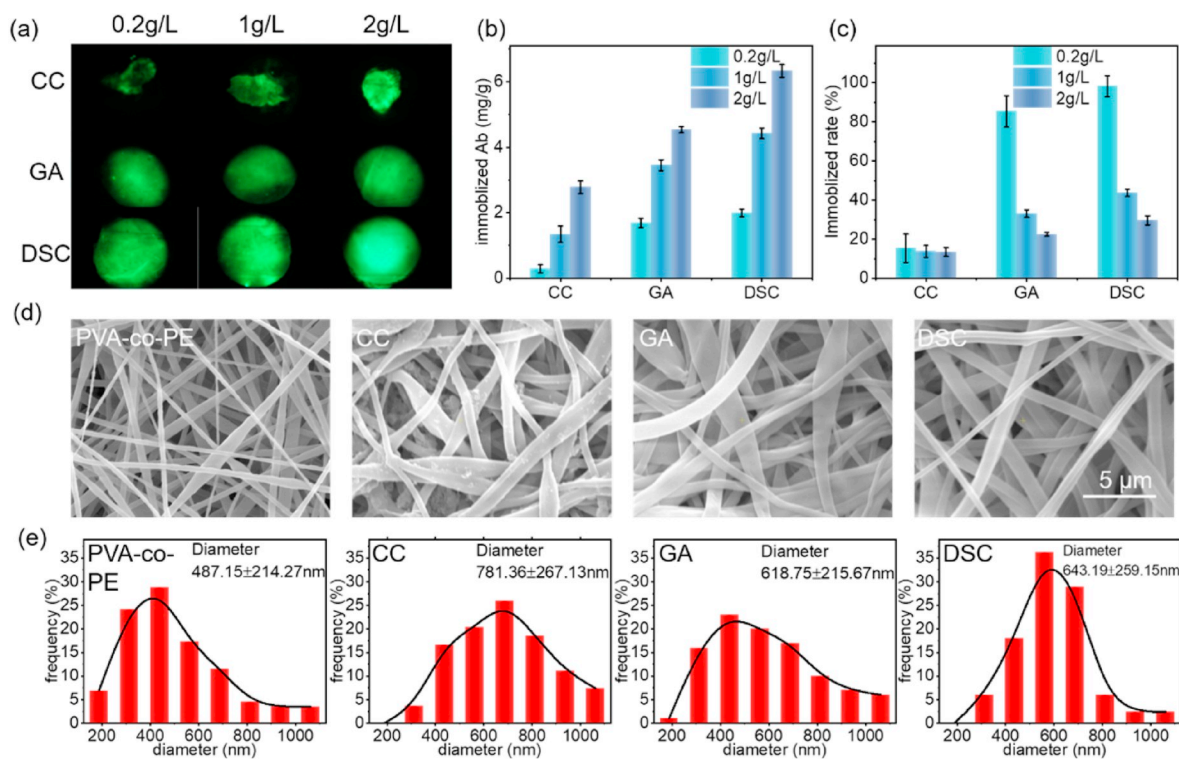 (a)
0.2g/L 1g/L 2g/L
CC
GA
DSC
(b)
immoblized Ab (mg/g)
6
4
2
0
0.2g/L
1g/L
2g/L
CC GA DSC
(c)
Immoblized rate (%)
100
80
60
40
20
0
0.2g/L
1g/L
2g/L
CC GA DSC
(d)
PVA-co-PE
CC
GA
DSC
5 μm
(e)
PVA-co-
PE
Diameter
487.15±214.27nm
frequency (%)
35
30
25
20
15
10
5
0
200 400 600 800 1000
diameter (nm)
CC
Diameter
781.36±267.13nm
frequency (%)
35
30
25
20
15
10
5
0
200 400 600 800 1000
diameter (nm)
GA
Diameter
618.75±215.67nm
frequency (%)
35
30
25
20
15
10
5
0
200 400 600 800 1000
diameter (nm)
DSC
Diameter
643.19±259.15nm
frequency (%)
35
30
25
20
15
10
5
0
200 400 600 800 1000
diameter (nm)